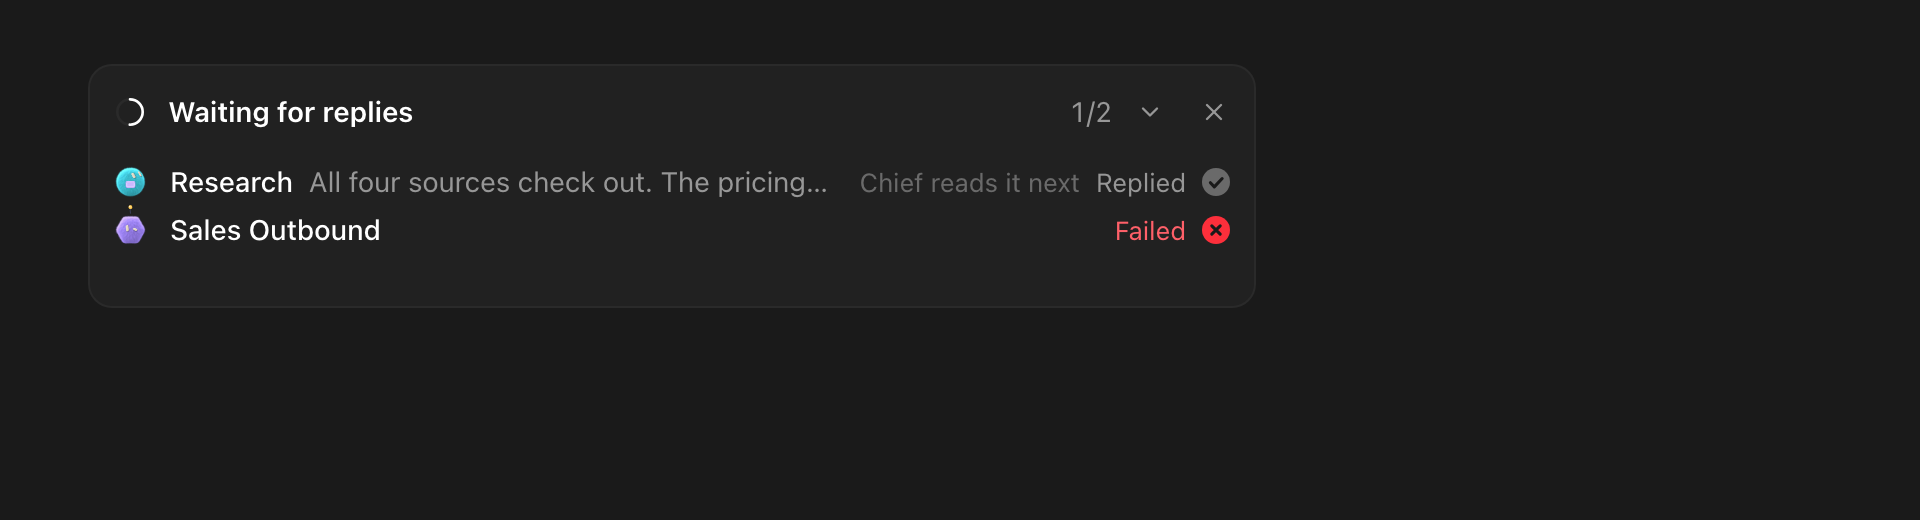 Waiting for replies 1/2
Research All four sources check out. The pricing... Chief reads it next Replied
Sales Outbound Failed